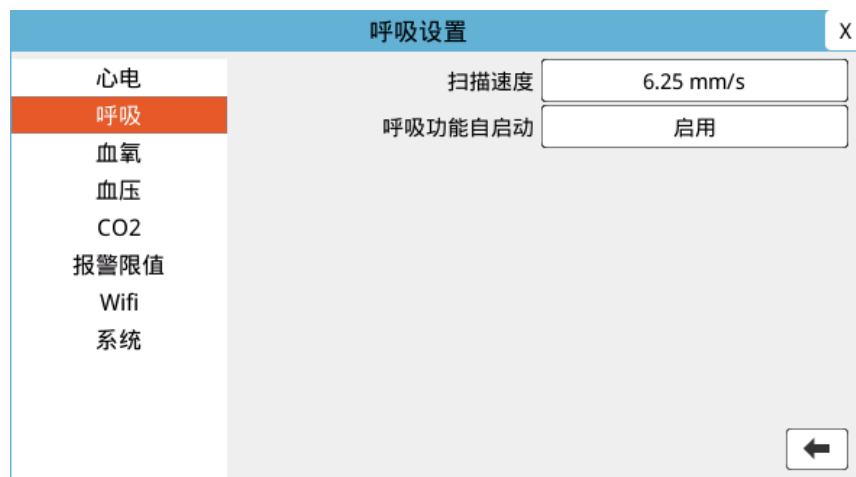 呼吸设置
X
心电
呼吸
血氧
血压
CO2
报警限值
Wifi
系统
扫描速度 6.25 mm/s
呼吸功能自启动 启用